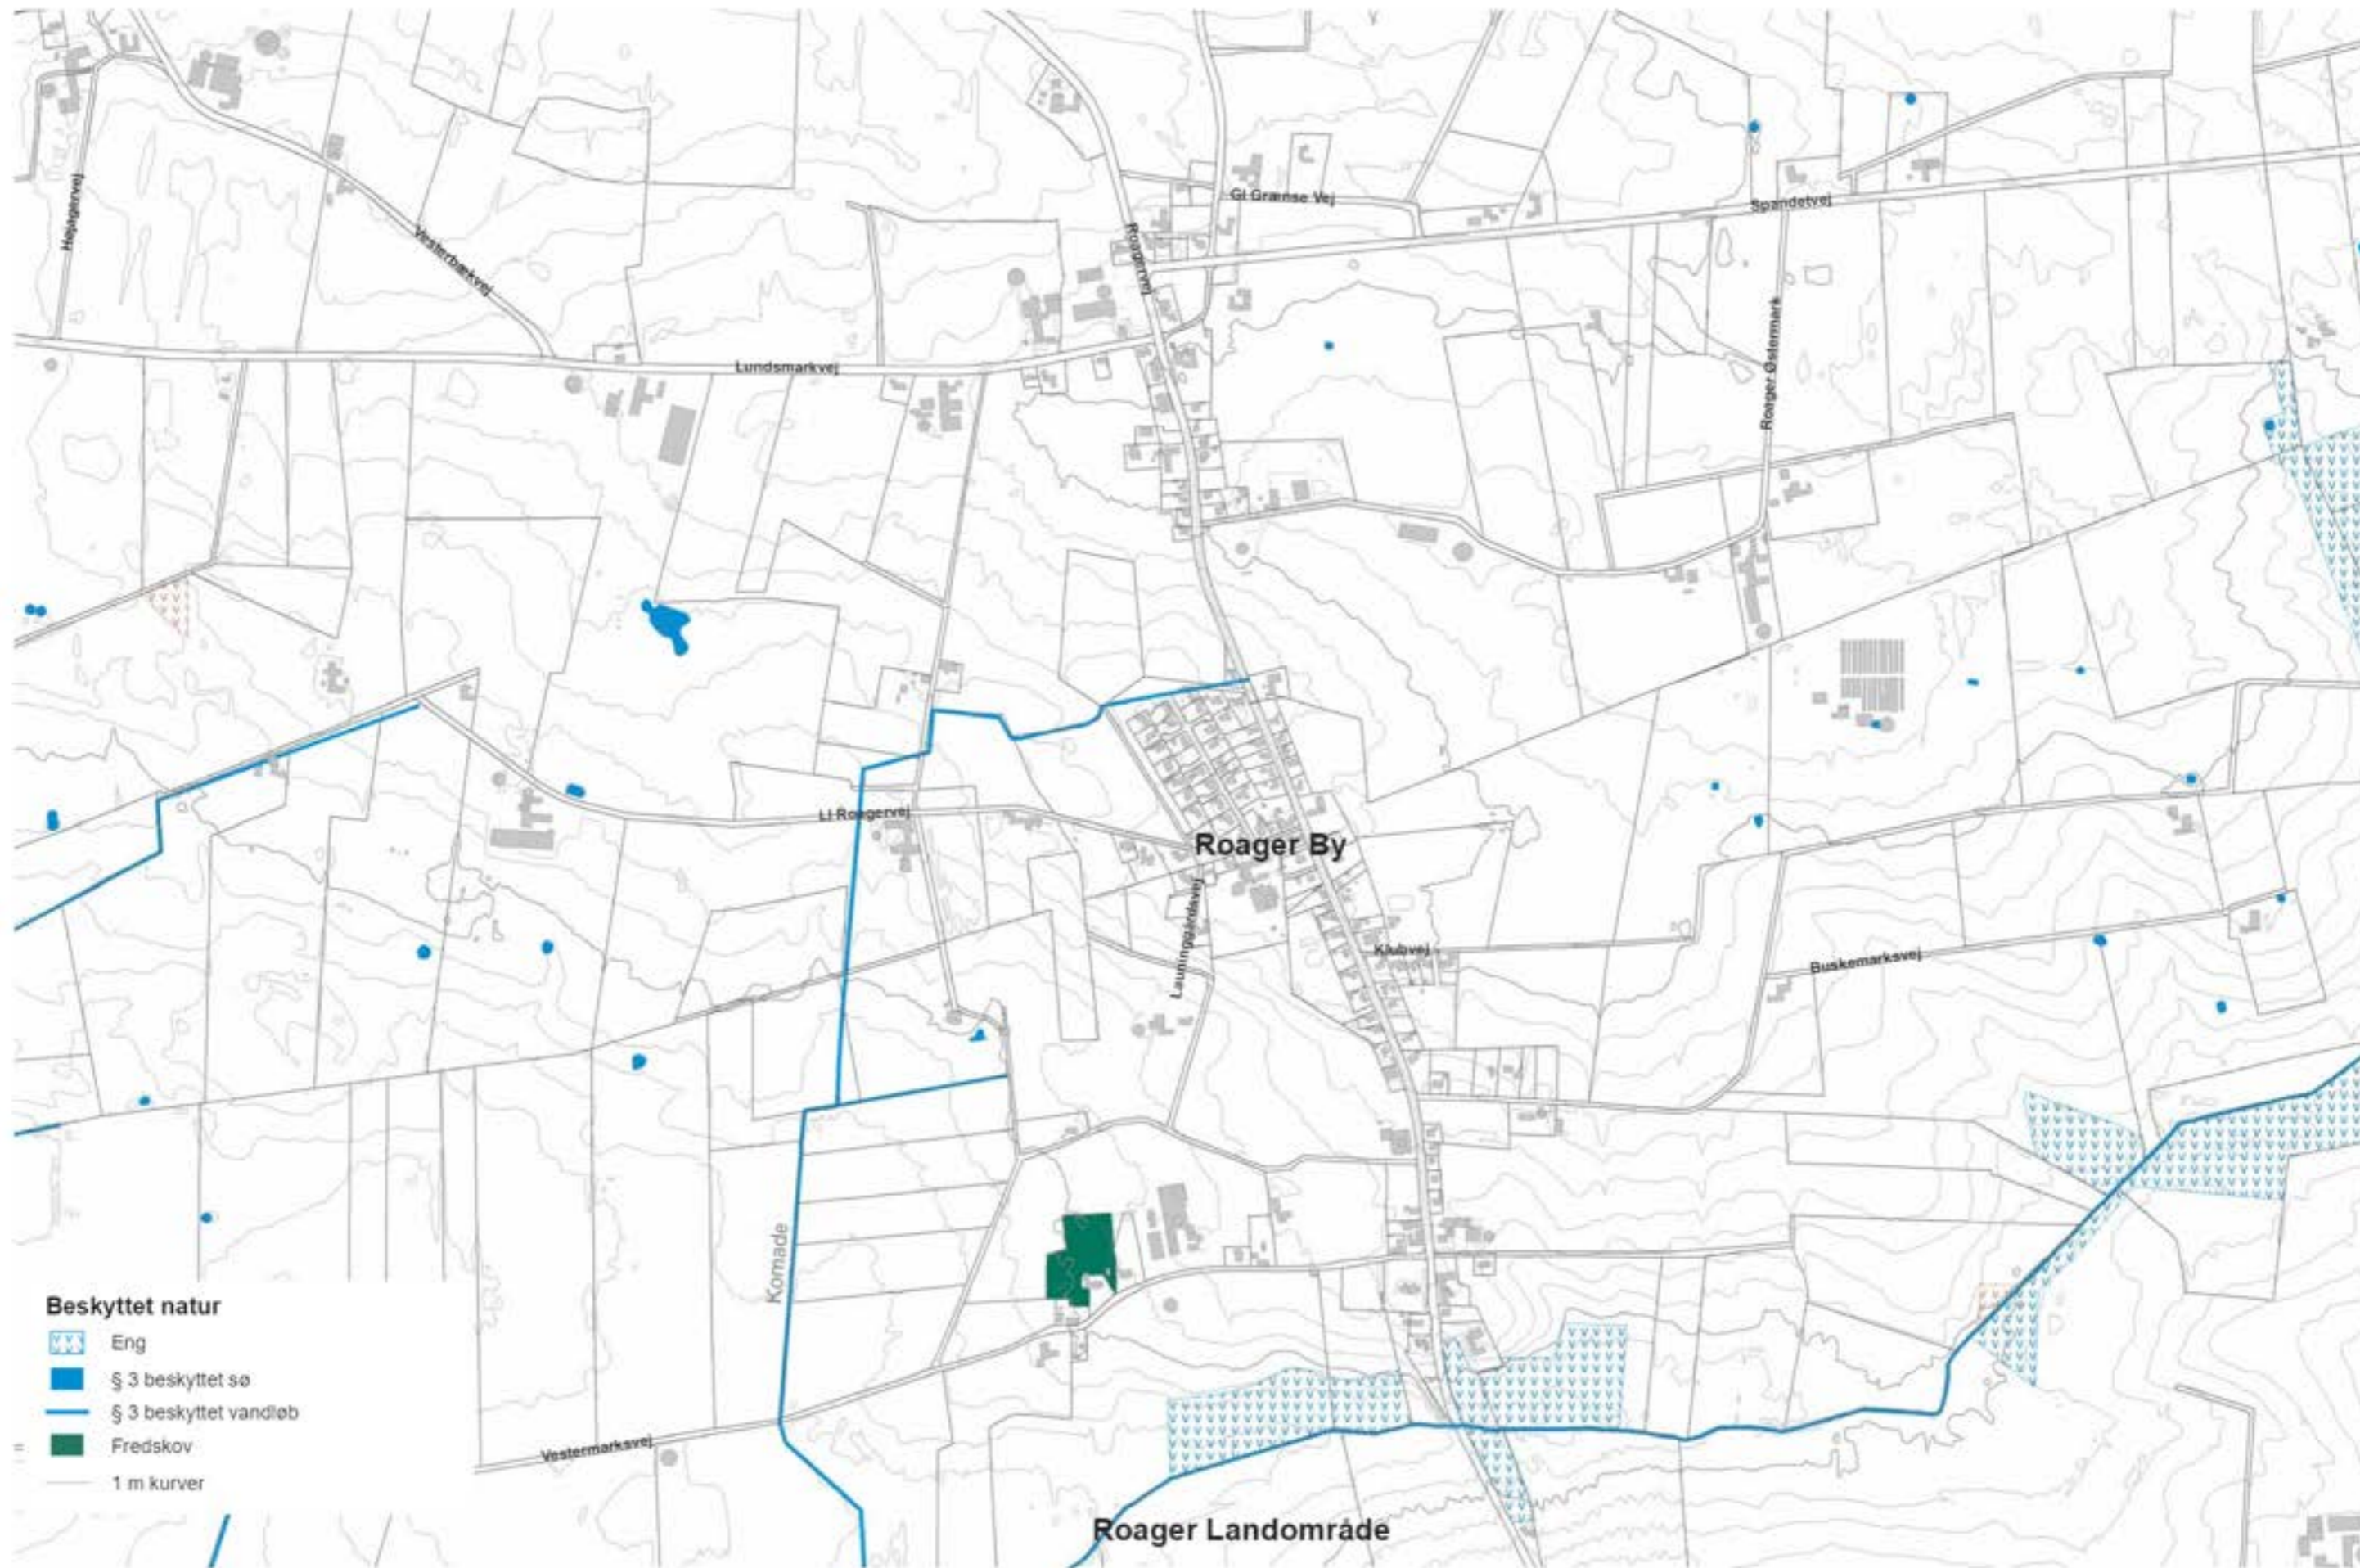 Højagervej
Vesterbækvej
Roagervej
Gl Grænse Vej
Spandetvej
Roager Østermark
Lundsmarkvej
Ll Roagervej
Roager By
Launinggårdsvej
Klubvej
Buskemarksvej
Kornade
Vestermarksvej
Roager Landområde
Beskyttet natur
Eng
§ 3 beskyttet sø
§ 3 beskyttet vandløb
Fredskov
1 m kurver